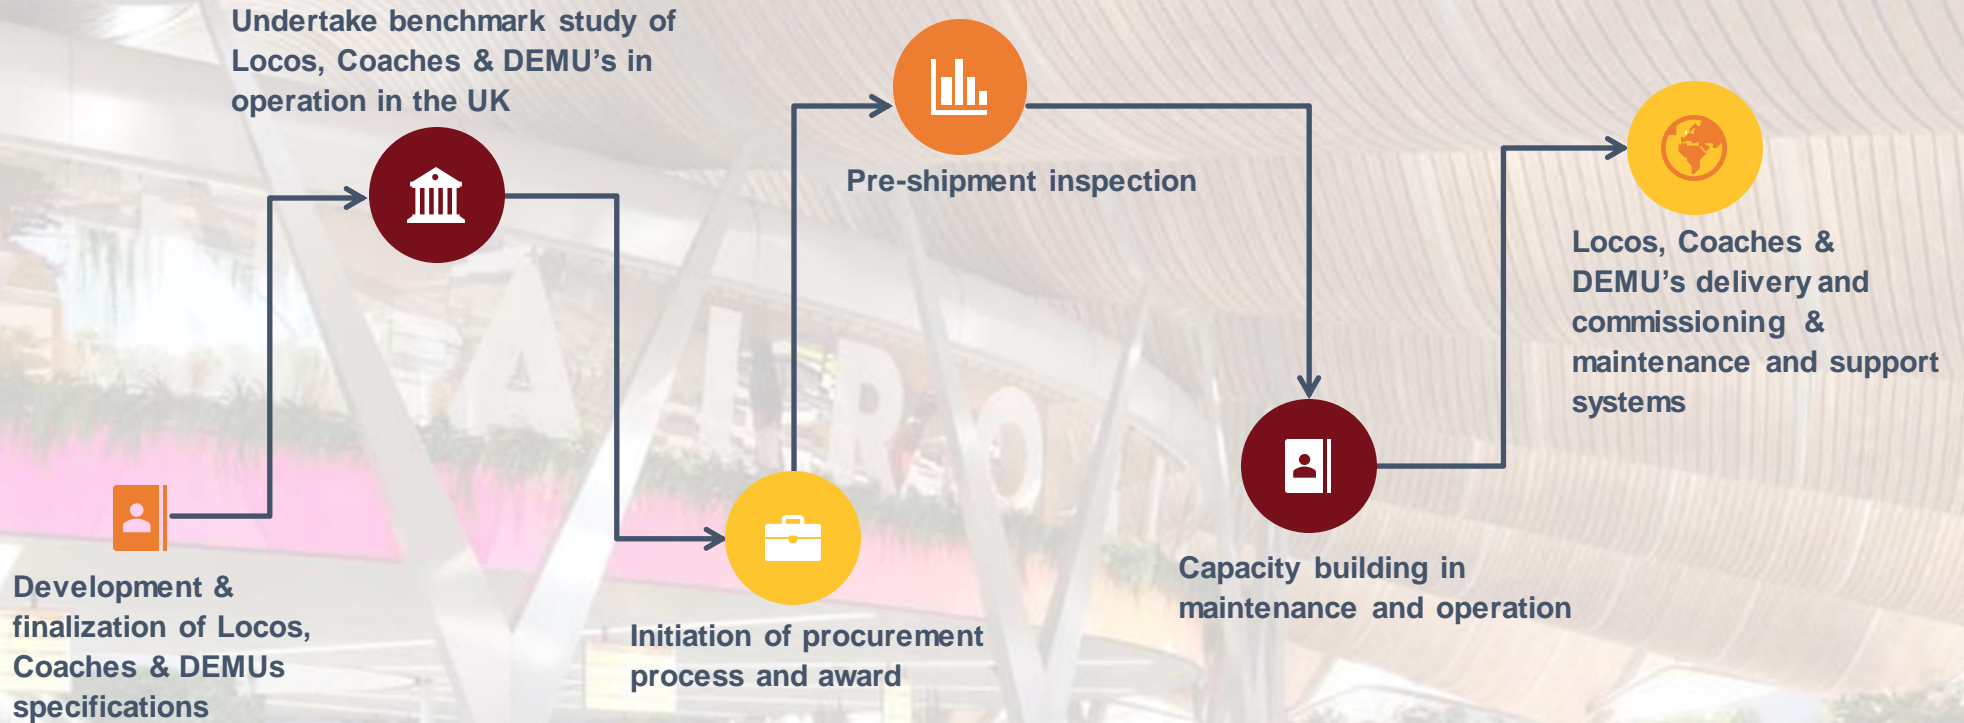 Undertake benchmark study of
Locos, Coaches & DEMU’s in
operation in the UK
Pre-shipment inspection
Locos, Coaches &
DEMU’s delivery and
commissioning &
maintenance and support
systems
Development &
finalization of Locos,
Coaches & DEMUs
specifications
Initiation of procurement
process and award
Capacity building in
maintenance and operation
AIRO